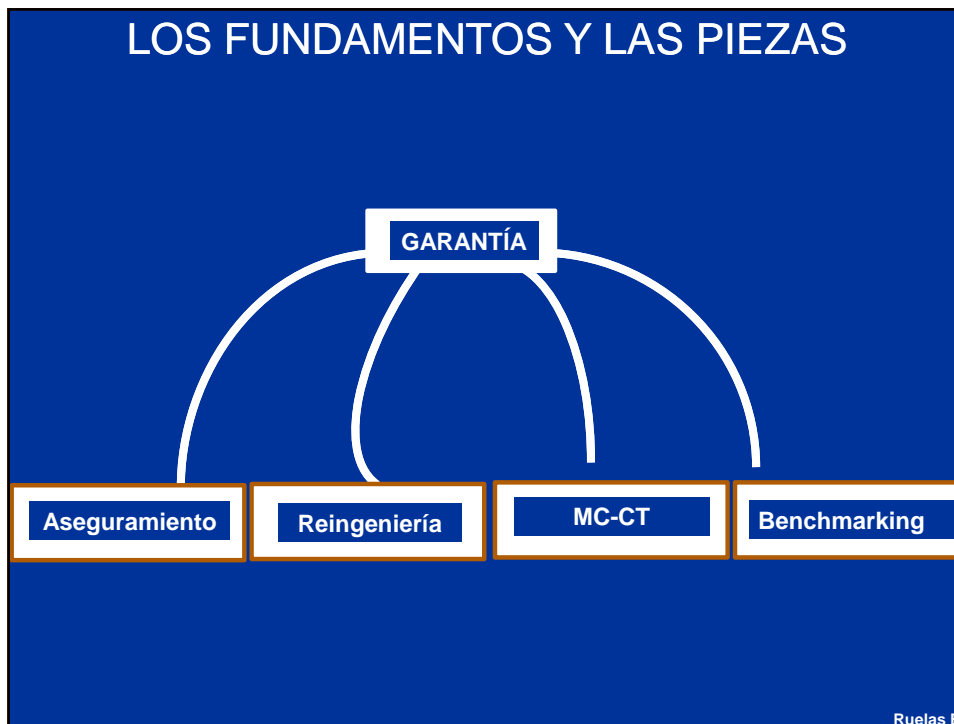 LOS FUNDAMENTOS Y LAS PIEZAS
GARANTÍA
Aseguramiento
Reingeniería
MC-CT
Benchmarking
Ruelas